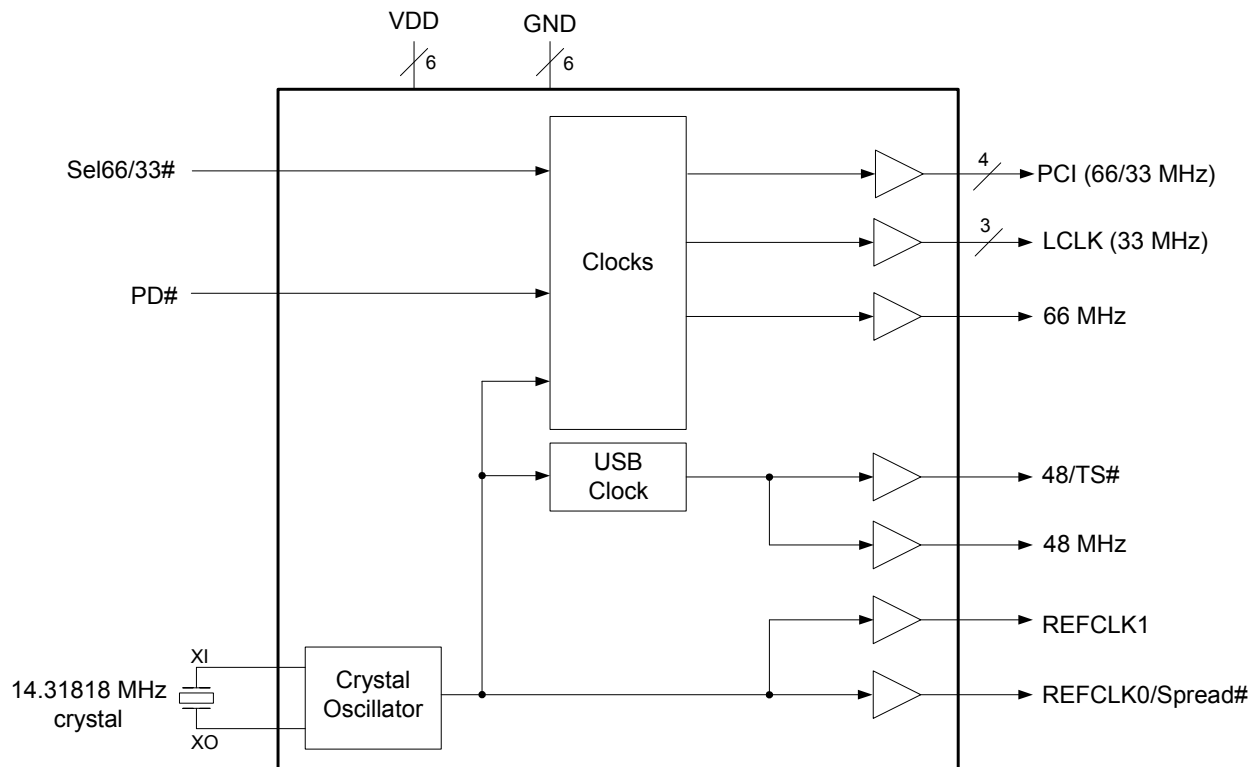 VDD
GND
6
6
Sel66/33#
PD#
Clocks
4
PCI (66/33 MHz)
3
LCLK (33 MHz)
66 MHz
USB
Clock
48/TS#
48 MHz
REFCLK1
REFCLK0/Spread#
XI
14.31818 MHz
crystal
XO
Crystal
Oscillator